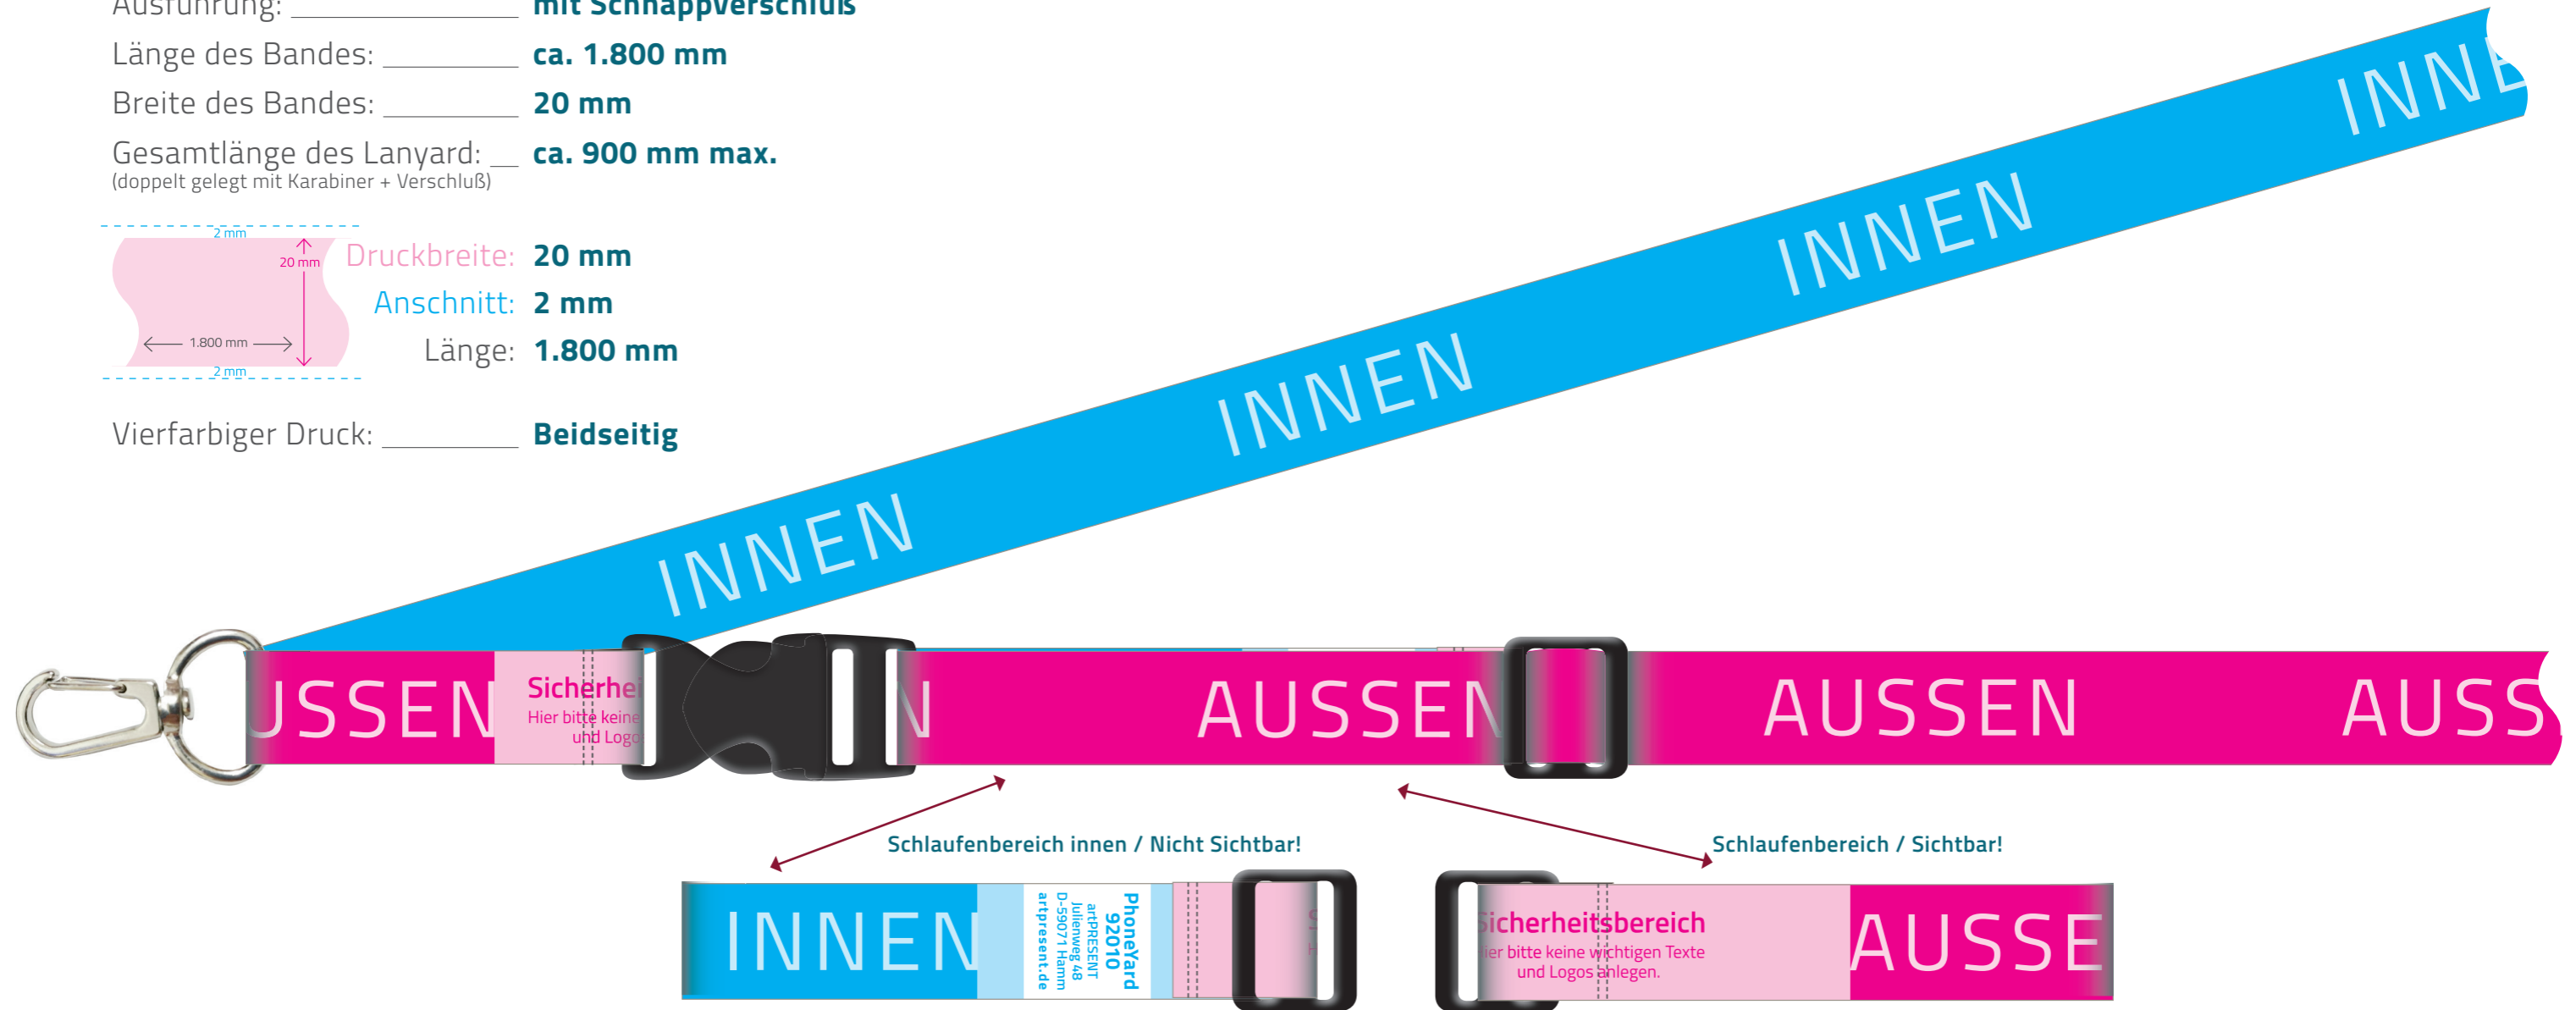 Ausführung: mit Schnappverschluß
Länge des Bandes: ca. 1.800 mm
Breite des Bandes: 20 mm
Gesamtlänge des Lanyard: ca. 900 mm max.
(doppelt gelegt mit Karabiner + Verschluß)
2 mm
20 mm
1.800 mm
2 mm
Druckbreite: 20 mm
Anschnitt: 2 mm
Länge: 1.800 mm
Vierfarbiger Druck: Beidseitig
INNE
INNEN
INNEN
INNEN
USSEN
Sicherhei
Hier bitte keine
und Logo
N
AUSSEN
AUSSEN
AUSS
Schlaufenbereich innen / Nicht Sichtbar!
Schlaufenbereich / Sichtbar!
INNEN
PhoneYard
92010
artPRESENT
Julienweg 48
D-59071 Hamm
artpresent.de
Sicherheitsbereich
Hier bitte keine wichtigen Texte
und Logos anlegen.
AUSSE